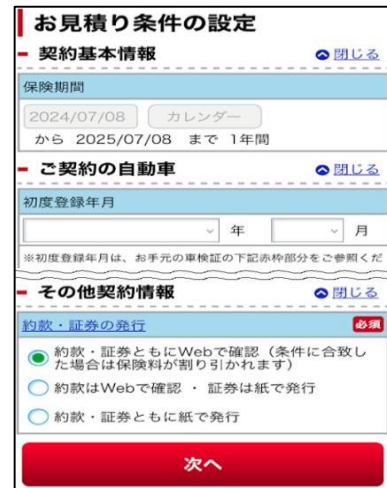 お見積り条件の設定
契約基本情報
閉じる
保険期間
2024/07/08 カレンダー
から 2025/07/08 まで 1年間
ご契約の自動車
閉じる
初度登録年月
年 月
※初度登録年月は、お手元の車検証の下記赤枠部分をご参照くだ
その他契約情報
閉じる
約款・証券の発行
必須
約款・証券ともにWebで確認(条件に合致し
た場合は保険料が割り引かれます)
約款はWebで確認 ・ 証券は紙で発行
約款・証券ともに紙で発行
次へ